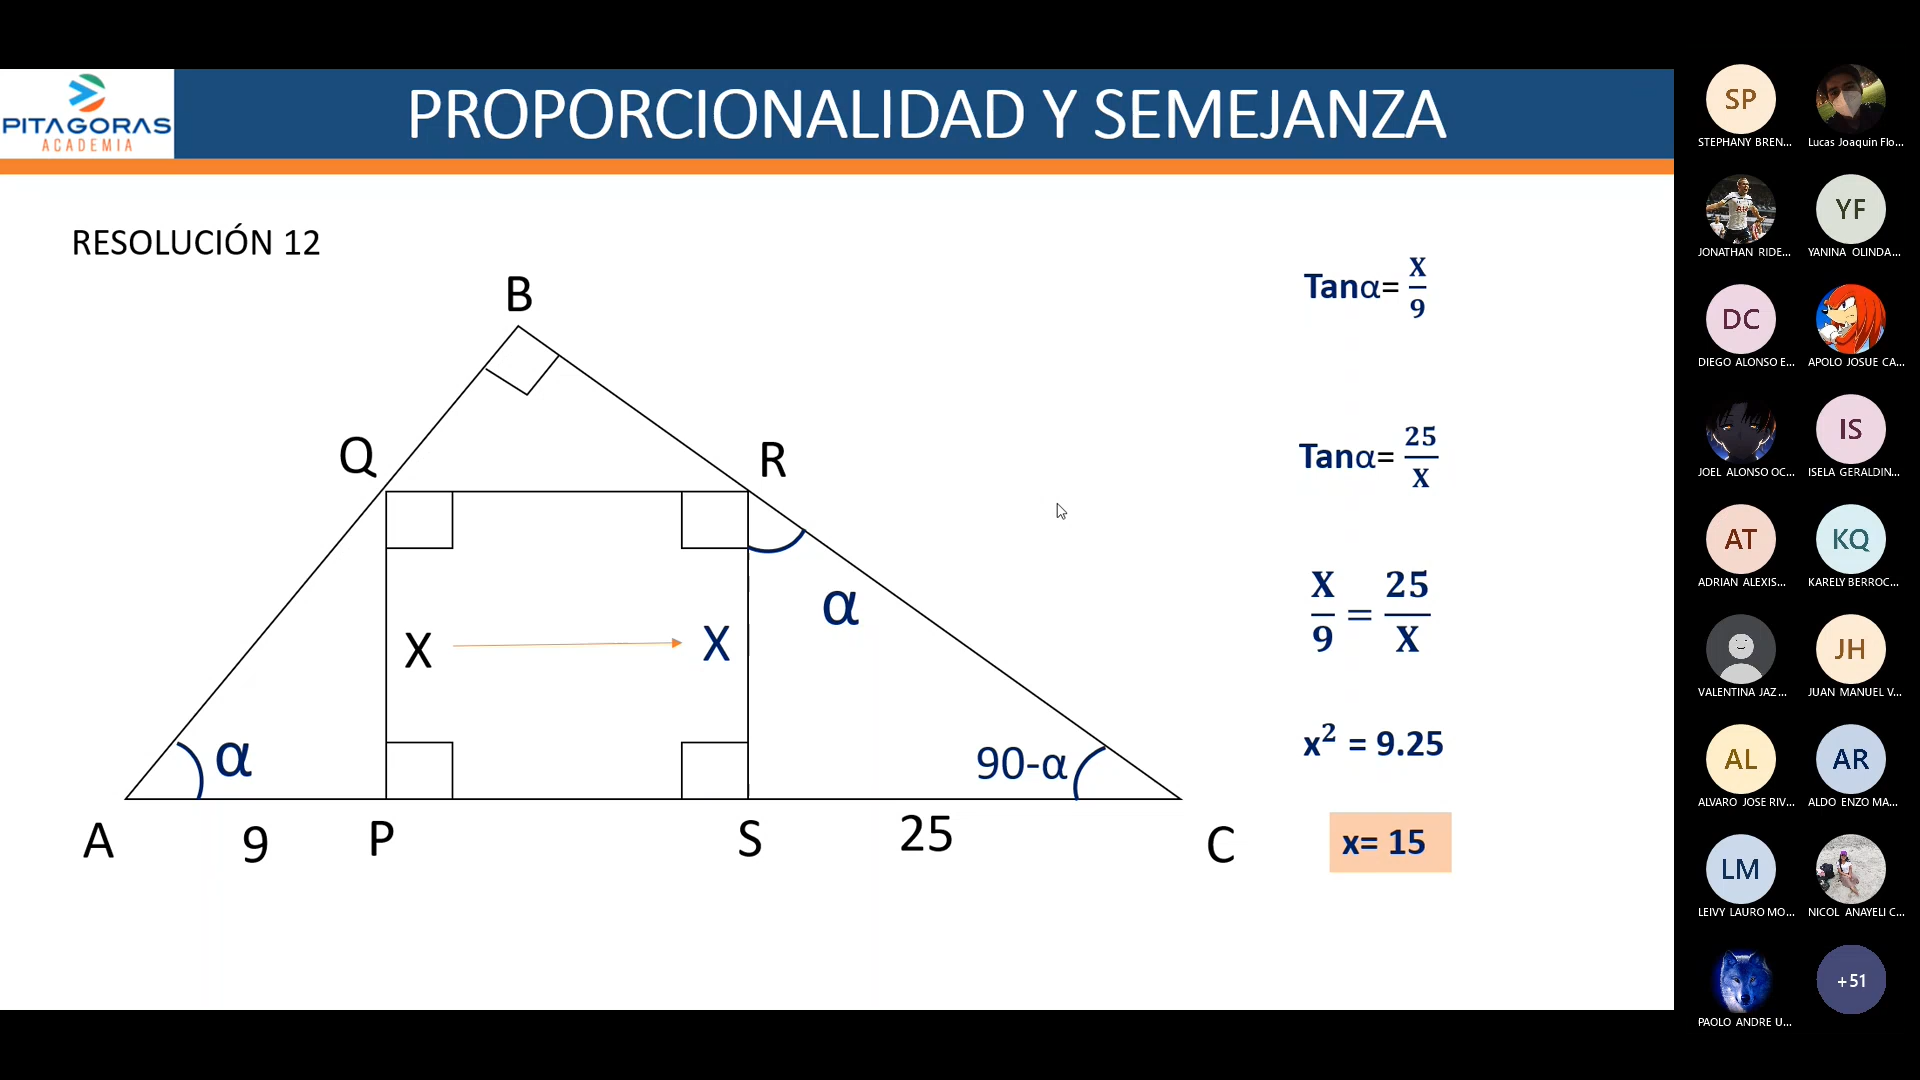 PITAGORAS
ACADEMIA
PROPORCIONALIDAD Y SEMEJANZA
RESOLUCIÓN 12
B
Q
R
X
X
α
α
90-α
A
9
P
S
25
C
Tanα= X/9
Tanα= 25/X
X/9 = 25/X
x² = 9.25
x= 15
SP
STEPHANY BREN...
Lucas Joaquin Flo...
JONATHAN RIDE...
YF
YANINA OLINDA...
DC
DIEGO ALONSO E...
APOLO JOSUE CA...
JOEL ALONSO OC...
IS
ISELA GERALDIN...
AT
ADRIAN ALEXIS...
KQ
KARELY BERROC...
VALENTINA JAZ...
JH
JUAN MANUEL V...
AL
ALVARO JOSE RIV...
AR
ALDO ENZO MA...
LM
LEIVY LAURO MO...
NICOL ANAYELI C...
PAOLO ANDRE U...
+51